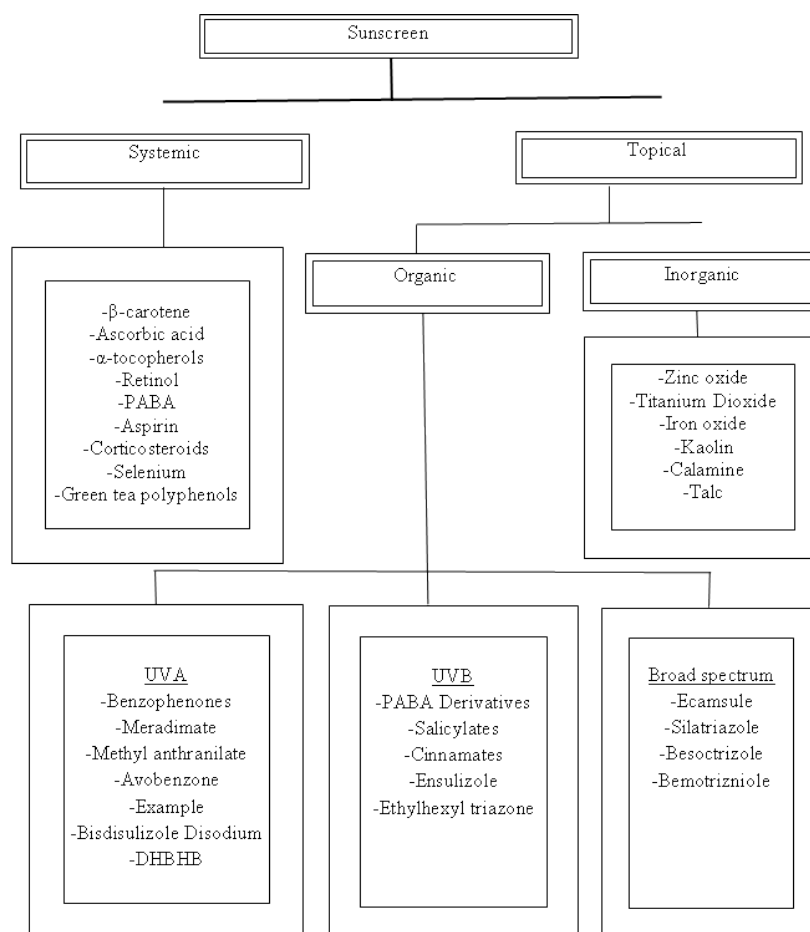 Sunscreen
Systemic
Topical
Organic
Inorganic
-β-carotene
-Ascorbic acid
-α-tocopherols
-Retinol
-PABA
-Aspirin
-Corticosteroids
-Selenium
-Green tea polyphenols
-Zinc oxide
-Titanium Dioxide
-Iron oxide
-Kaolin
-Calamine
-Talc
UVA
-Benzophenones
-Meradimate
-Methyl anthranilate
-Avobenzone
-Example
-Bisdisulizole Disodium
-DHBHB
UVB
-PABA Derivatives
-Salicylates
-Cinnamates
-Ensulizole
-Ethylhexyl triazone
Broad spectrum
-Ecamsule
-Silatriazole
-Besoctrizole
-Bemotrizniole